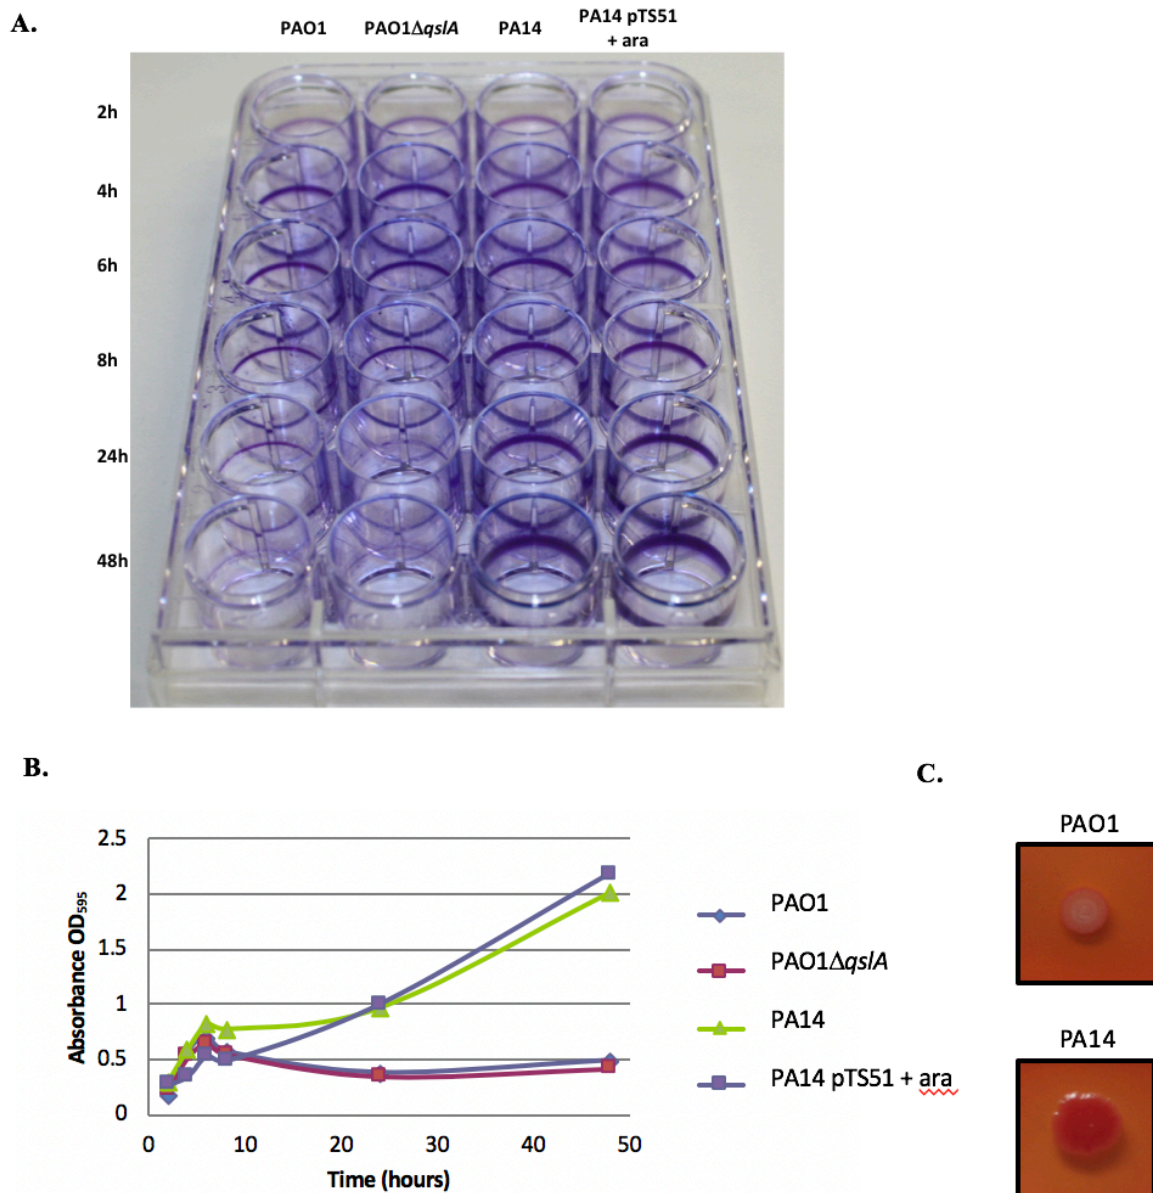 A.
PAO1 PAO1ΔqslA PA14 PA14 pTS51
+ ara
2h
4h
6h
8h
24h
48h
B.
2.5
2
1.5
1
0.5
0
Absorbance OD595
0 10 20 30 40 50
Time (hours)
PAO1
PAO1ΔqslA
PA14
PA14 pTS51 + ara
C.
PAO1
PA14